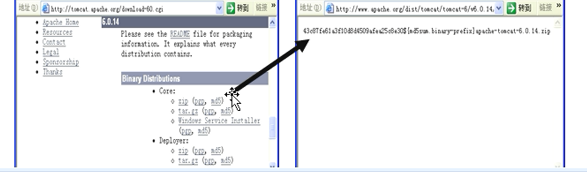 地址(D) http://tomcat.apache.org/download-60.cgi 转到 链接 »
Apache Home
Resources
Contact
Legal
Sponsorship
Thanks
6.0.14
Please see the README file for packaging
information. It explains what every
distribution contains.
Binary Distributions
Core:
zip (pgp, md5)
tar.gz (pgp, md5)
Windows Service Installer
(pgp, md5)
Deployer:
zip (pgp, md5)
tar.gz (pgp, md5)
地址(D) http://www.apache.org/dist/tomcat/tomcat-6/v6.0.14. 转到 链接 »
[md5sum.binary-prefix]apache-tomcat-6.0.14.zip